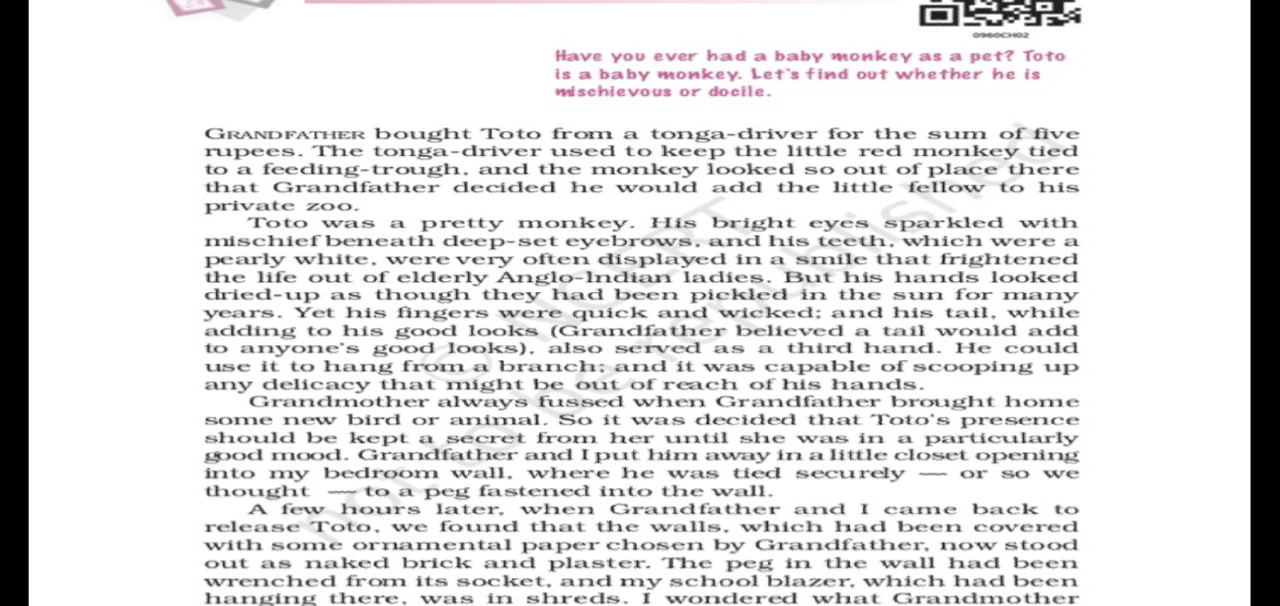 0960CH02
Have you ever had a baby monkey as a pet? Toto
is a baby monkey. Let's find out whether he is
mischievous or docile.
GRANDFATHER bought Toto from a tonga-driver for the sum of five
rupees. The tonga-driver used to keep the little red monkey tied
to a feeding-trough, and the monkey looked so out of place there
that Grandfather decided he would add the little fellow to his
private zoo.
Toto was a pretty monkey. His bright eyes sparkled with
mischief beneath deep-set eyebrows, and his teeth, which were a
pearly white, were very often displayed in a smile that frightened
the life out of elderly Anglo-Indian ladies. But his hands looked
dried-up as though they had been pickled in the sun for many
years. Yet his fingers were quick and wicked; and his tail, while
adding to his good looks (Grandfather believed a tail would add
to anyone's good looks), also served as a third hand. He could
use it to hang from a branch; and it was capable of scooping up
any delicacy that might be out of reach of his hands.
Grandmother always fussed when Grandfather brought home
some new bird or animal. So it was decided that Toto's presence
should be kept a secret from her until she was in a particularly
good mood. Grandfather and I put him away in a little closet opening
into my bedroom wall, where he was tied securely — or so we
thought — to a peg fastened into the wall.
A few hours later, when Grandfather and I came back to
release Toto, we found that the walls, which had been covered
with some ornamental paper chosen by Grandfather, now stood
out as naked brick and plaster. The peg in the wall had been
wrenched from its socket, and my school blazer, which had been
hanging there, was in shreds. I wondered what Grandmother
© NCERT
not to be republished